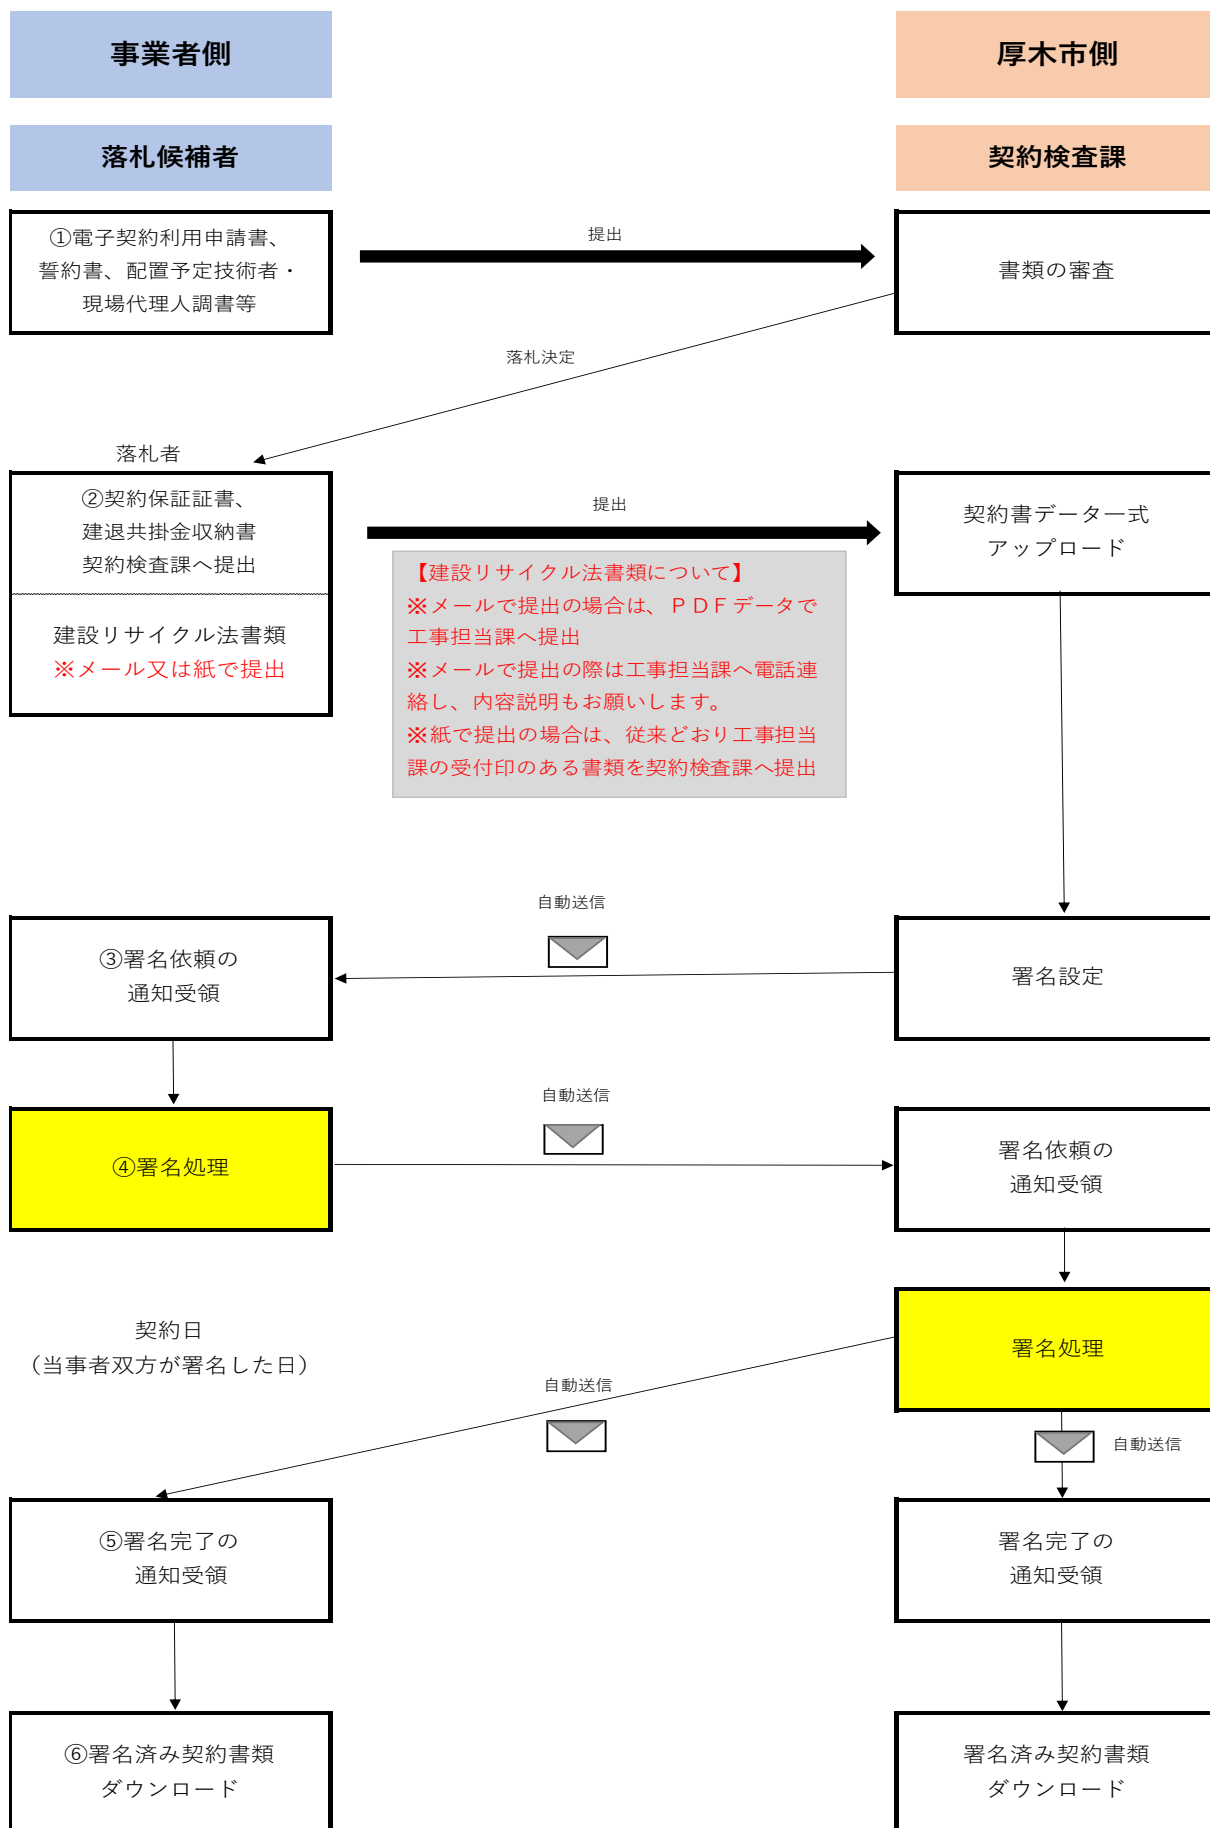 事業者側
厚木市側
落札候補者
契約検査課
①電子契約利用申請書、
誓約書、配置予定技術者・
現場代理人調書等
提出
書類の審査
落札決定
落札者
②契約保証証書、
建退共掛金収納書
契約検査課へ提出
建設リサイクル法書類
※メール又は紙で提出
提出
契約書データ一式
アップロード
【建設リサイクル法書類について】
※メールで提出の場合は、ＰＤＦデータで
工事担当課へ提出
※メールで提出の際は工事担当課へ電話連
絡し、内容説明もお願いします。
※紙で提出の場合は、従来どおり工事担当
課の受付印のある書類を契約検査課へ提出
自動送信
③署名依頼の
通知受領
署名設定
自動送信
④署名処理
署名依頼の
通知受領
契約日
（当事者双方が署名した日）
署名処理
自動送信
自動送信
⑤署名完了の
通知受領
署名完了の
通知受領
⑥署名済み契約書類
ダウンロード
署名済み契約書類
ダウンロード